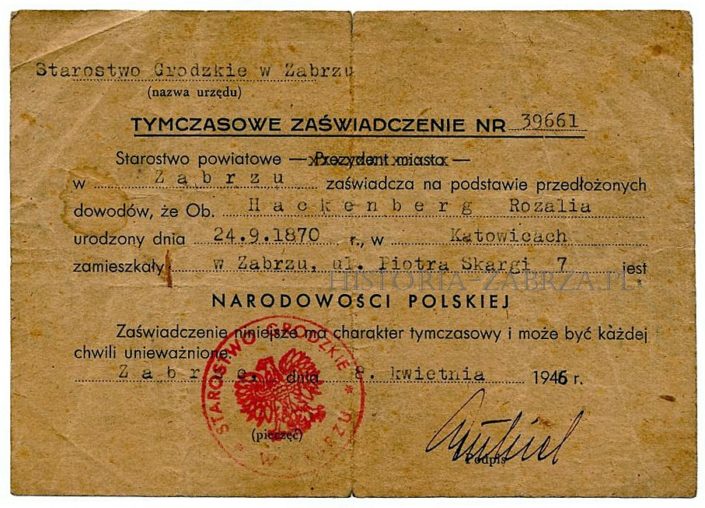 Starostwo Grodzkie w Zabrzu
(nazwa urzędu)
TYMCZASOWE ZAŚWIADCZENIE NR 39661
Starostwo powiatowe — Prezydent miasta —
w Zabrzu zaświadcza na podstawie przedłożonych
dowodów, że Ob. Hackenberg Rozalia
urodzony dnia 24.9.1870 r., w Katowicach
zamieszkały w Zabrzu, ul. Piotra Skargi 7 jest
HISTORIA-ZABRZA.PL
NARODOWOŚCI POLSKIEJ
Zaświadczenie niniejsze ma charakter tymczasowy i może być każdej
chwili unieważnione.
Zabrze, dnia 8. kwietnia 1946 r.
STAROSTWO GRODZKIE * W ZABRZU *
(pieczęć)
Podpis